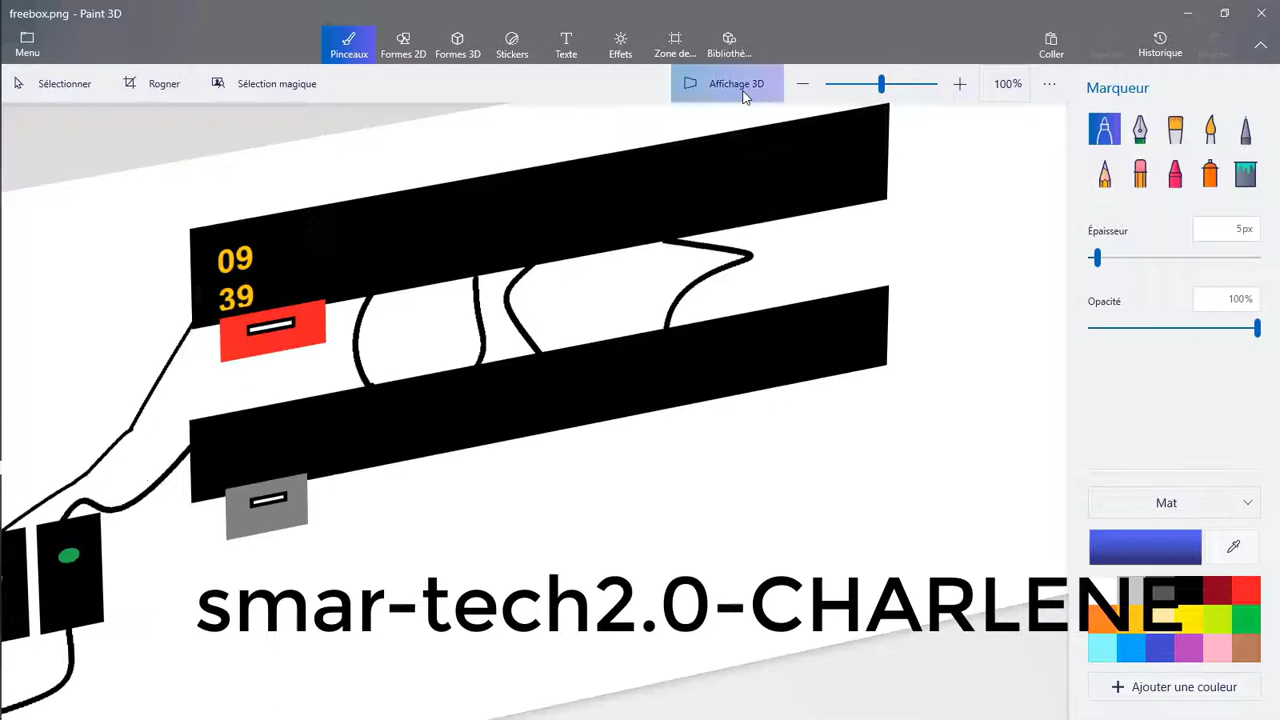 freebox.png - Paint 3D
Menu
Pinceaux
Formes 2D
Formes 3D
Stickers
Texte
Effets
Zone de...
Bibliothè...
Coller
Historique
Sélectionner
Rogner
Sélection magique
Affichage 3D
100%
Marqueur
Épaisseur
5px
Opacité
100%
Mat
Ajouter une couleur
09
39
smar-tech2.0-CHARLENE